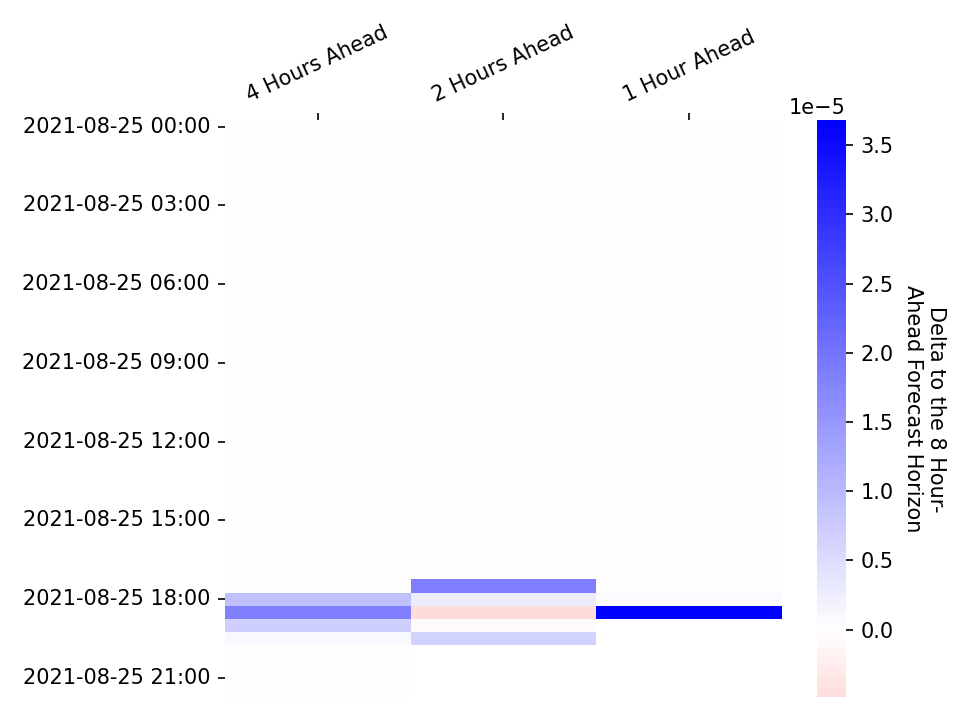 4 Hours Ahead
2 Hours Ahead
1 Hour Ahead
1e−5
2021-08-25 00:00
2021-08-25 03:00
2021-08-25 06:00
2021-08-25 09:00
2021-08-25 12:00
2021-08-25 15:00
2021-08-25 18:00
2021-08-25 21:00
3.5
3.0
2.5
2.0
1.5
1.0
0.5
0.0
Delta to the 8 Hour-
Ahead Forecast Horizon